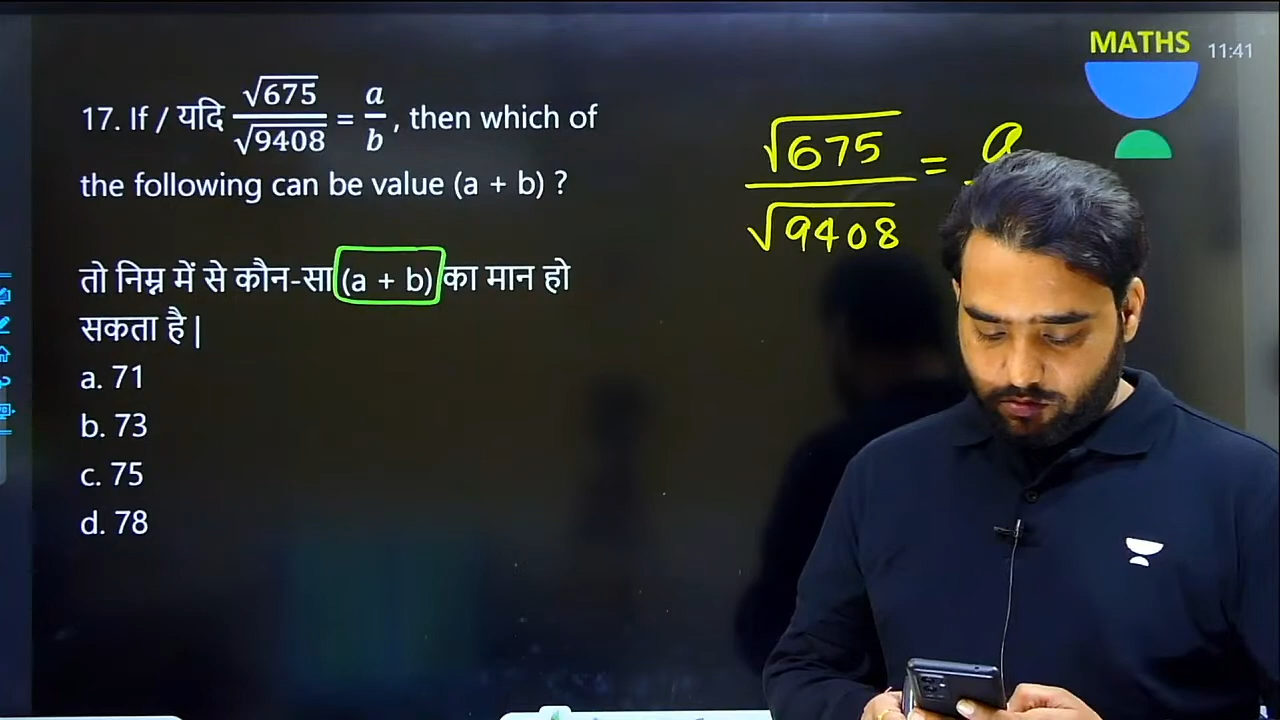 MATHS 11:41
17. If / यदि √675/√9408 = a/b, then which of
the following can be value (a + b) ?
तो निम्न में से कौन-सा (a + b) का मान हो
सकता है |
a. 71
b. 73
c. 75
d. 78
√675/√9408 = a